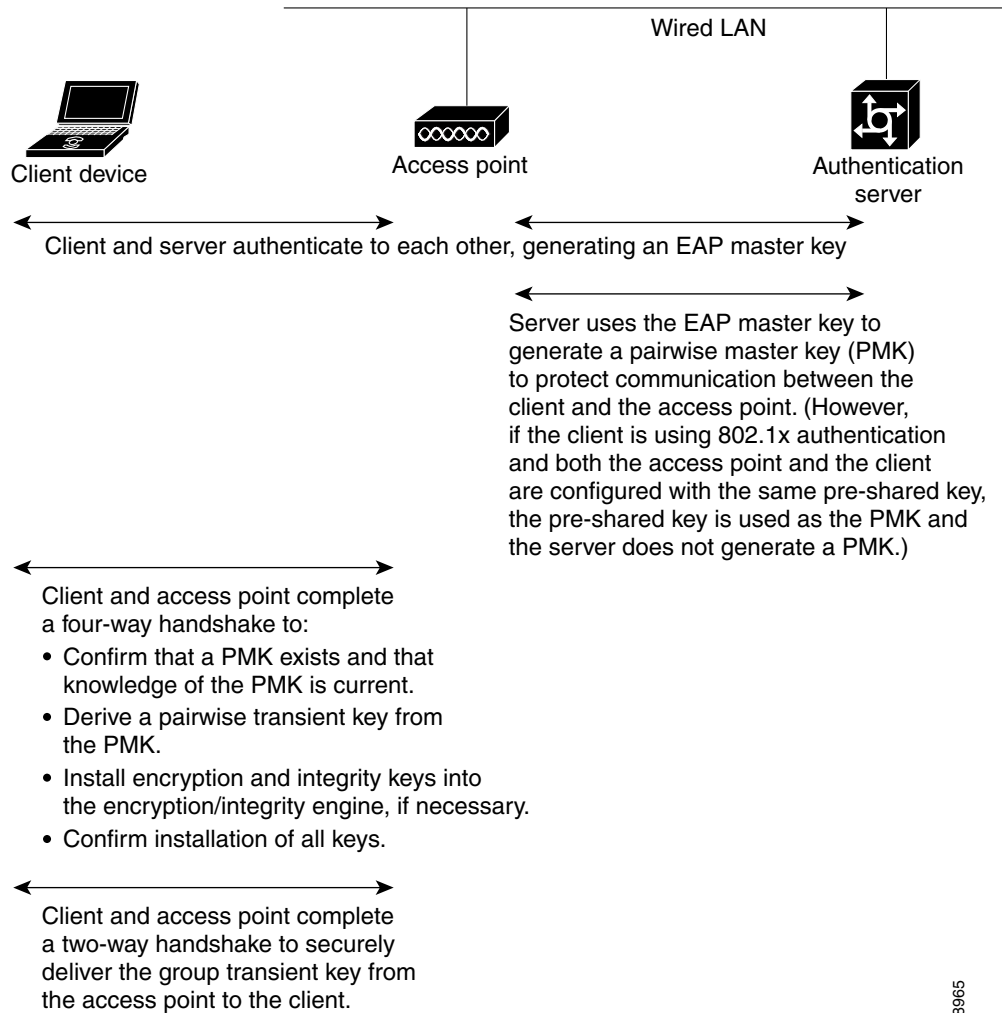 Wired LAN
Client device
Access point
Authentication
server
Client and server authenticate to each other, generating an EAP master key
Server uses the EAP master key to
generate a pairwise master key (PMK)
to protect communication between the
client and the access point. (However,
if the client is using 802.1x authentication
and both the access point and the client
are configured with the same pre-shared key,
the pre-shared key is used as the PMK and
the server does not generate a PMK.)
Client and access point complete
a four-way handshake to:
• Confirm that a PMK exists and that
knowledge of the PMK is current.
• Derive a pairwise transient key from
the PMK.
• Install encryption and integrity keys into
the encryption/integrity engine, if necessary.
• Confirm installation of all keys.
Client and access point complete
a two-way handshake to securely
deliver the group transient key from
the access point to the client.